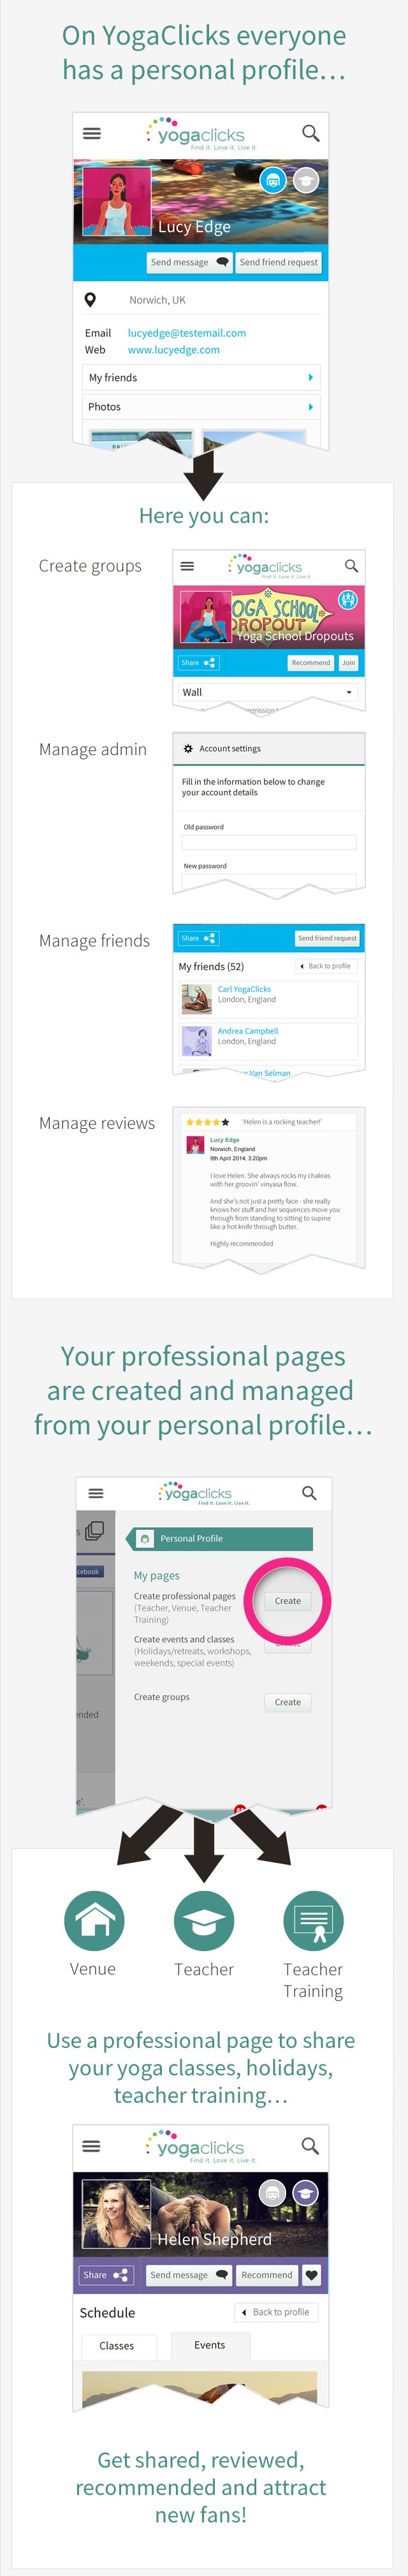 On YogaClicks everyone
has a personal profile...
yogaclicks
Find it. Love it. Live it.
Lucy Edge
Send message
Send friend request
Norwich, UK
Email lucyedge@testemail.com
Web www.lucyedge.com
My friends
Photos
Here you can:
Create groups
yogaclicks
Find it. Love it. Live it.
OGA SCHOOL
DROPOUT
Yoga School Dropouts
Share
Recommend
Join
Wall
Manage admin
Account settings
Fill in the information below to change
your account details
Old password
New password
Manage friends
Share
Send friend request
My friends (52)
Back to profile
Carl YogaClicks
London, England
Andrea Campbell
London, England
Van Selman
Manage reviews
'Helen is a rocking teacher!'
Lucy Edge
Norwich, England
9th April 2014, 3:20pm
I love Helen. She always rocks my chakras
with her groovin' vinyasa flow.
And she's not just a pretty face - she really
knows her stuff and her sequences move you
through from standing to sitting to supine
like a hot knife through butter.
Highly recommended
Your professional pages
are created and managed
from your personal profile...
yogaclicks
Find it. Love it. Live it.
Personal Profile
cebook
My pages
Create professional pages
(Teacher, Venue, Teacher
Training)
Create
Create events and classes
(Holidays/retreats, workshops,
weekends, special events)
nded
Create groups
Create
Venue
Teacher
Teacher
Training
Use a professional page to share
your yoga classes, holidays,
teacher training...
yogaclicks
Find it. Love it. Live it.
Helen Shepherd
Share
Send message
Recommend
Schedule
Back to profile
Classes
Events
Get shared, reviewed,
recommended and attract
new fans!